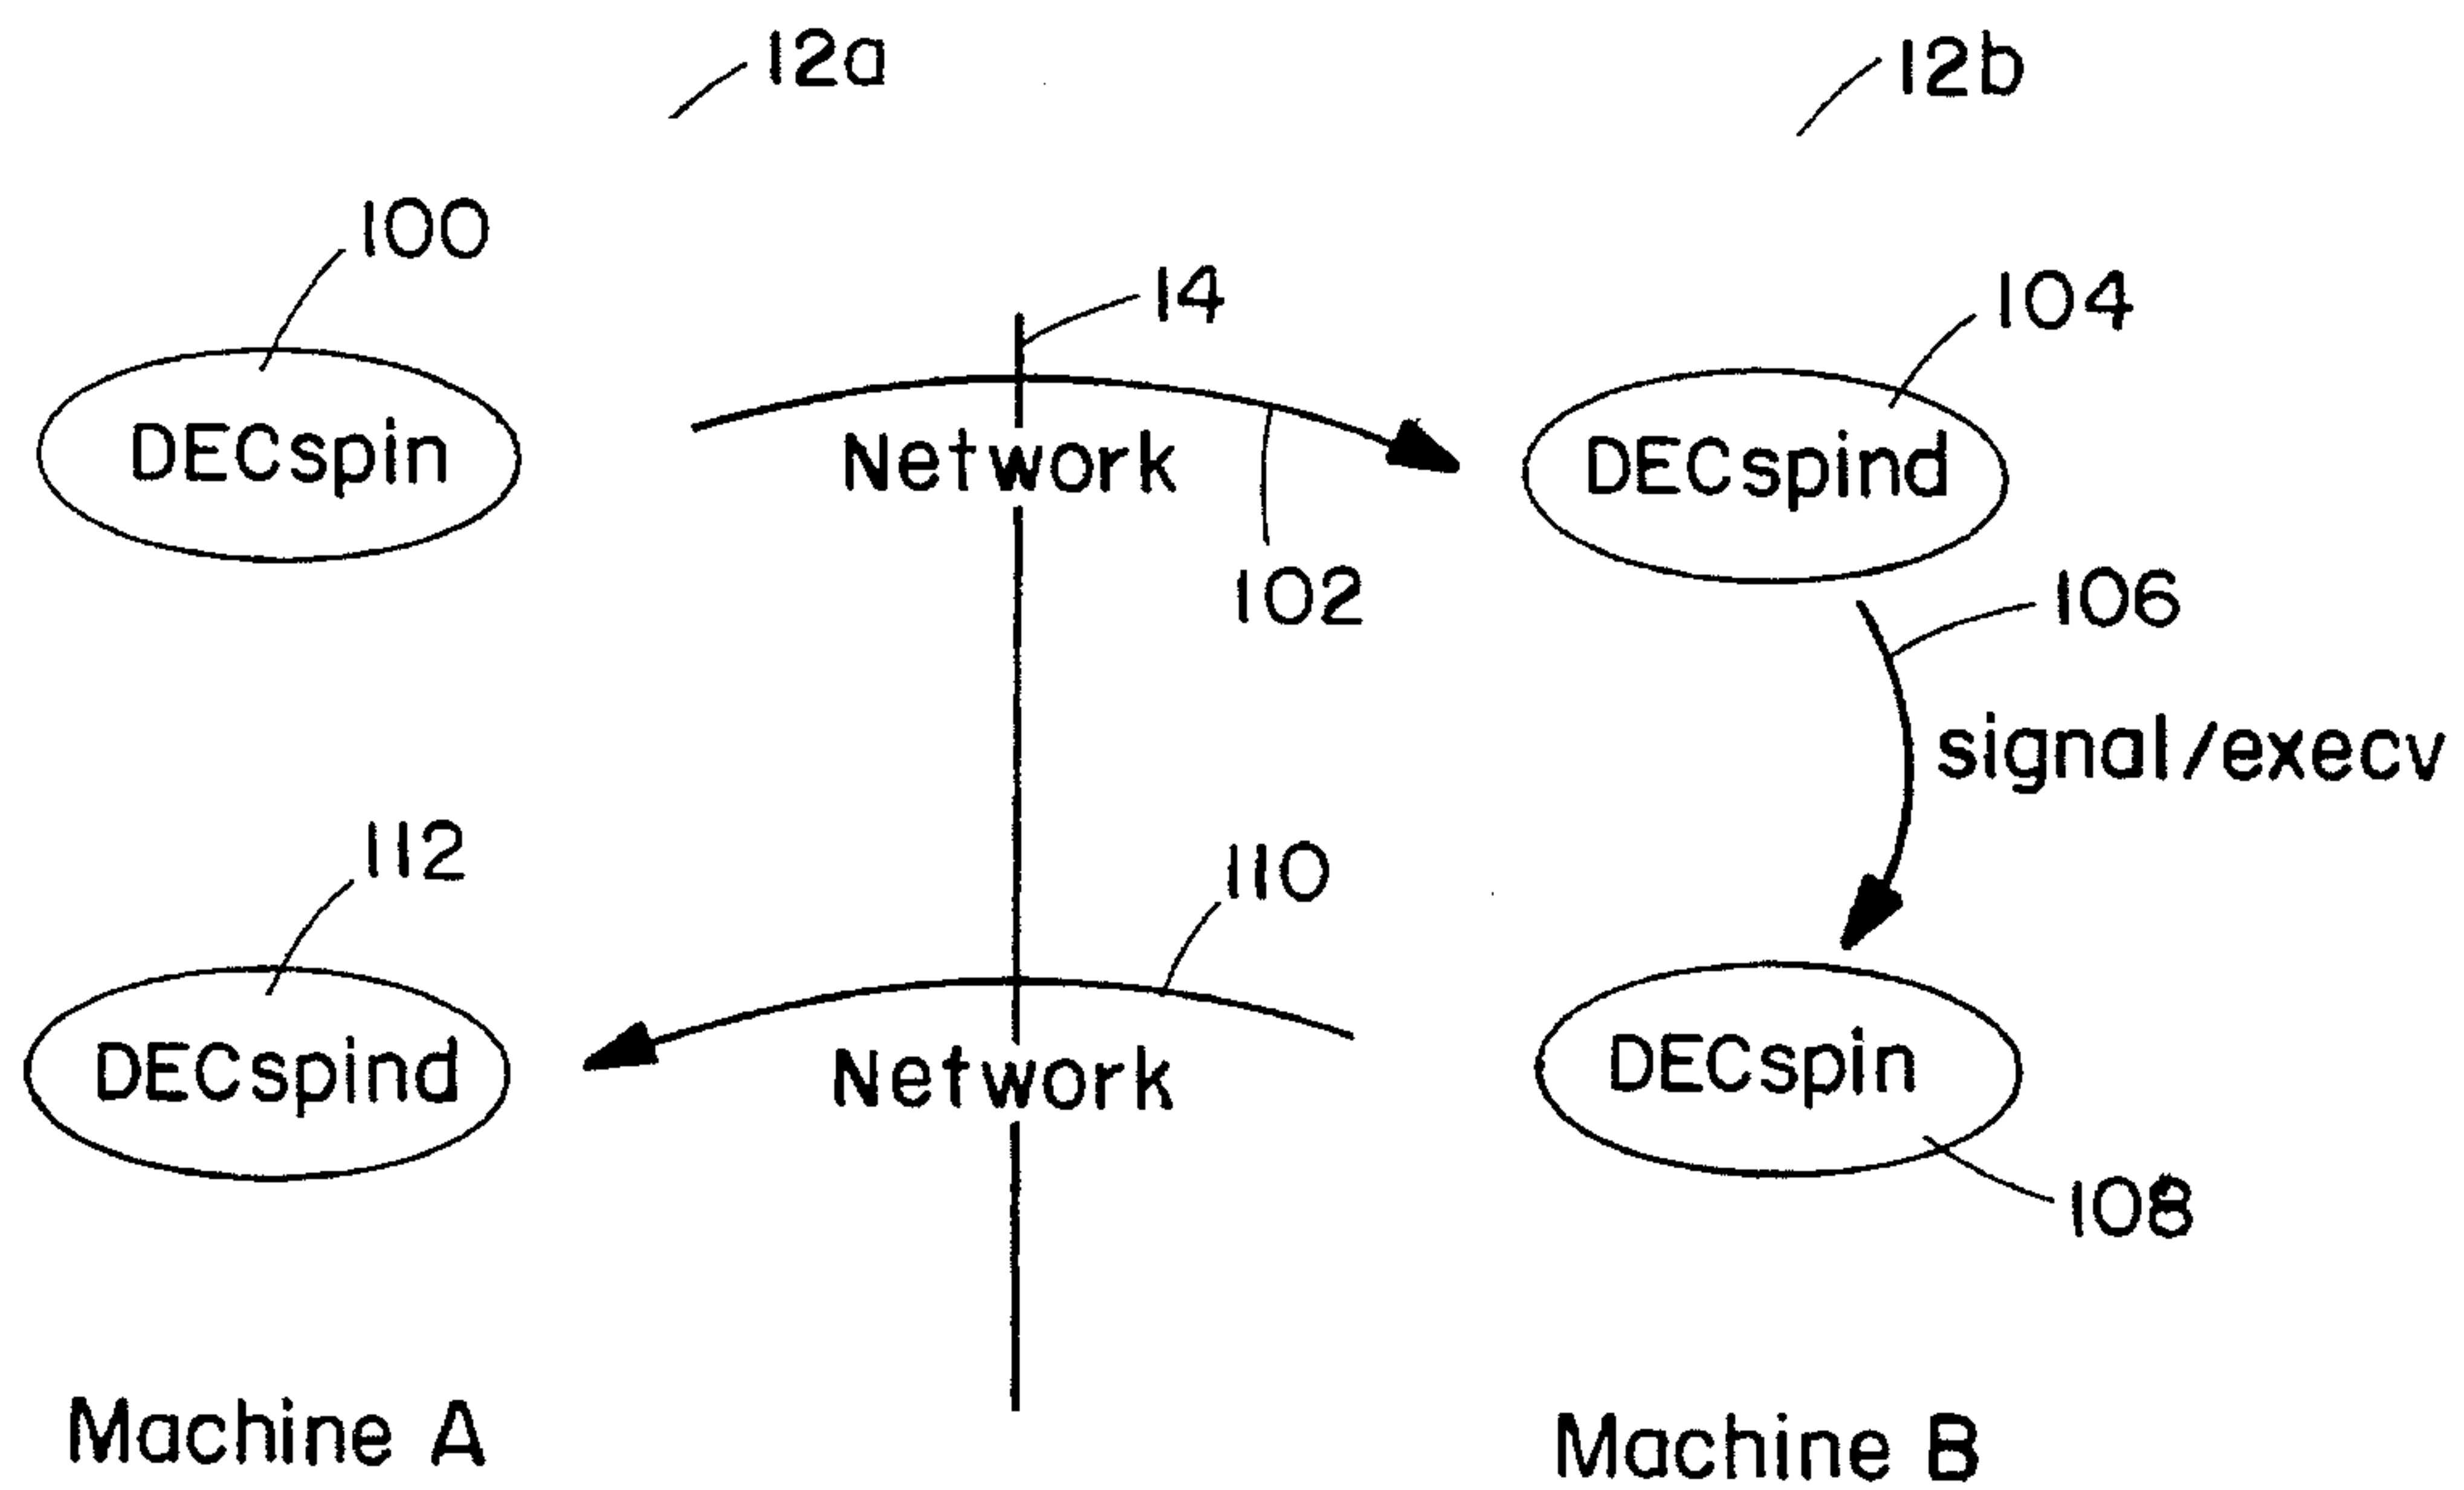 12a
12b
100
14
104
DECspin
Network
DECspind
102
106
signal/execv
112
110
DECspind
Network
DECspin
108
Machine A
Machine B